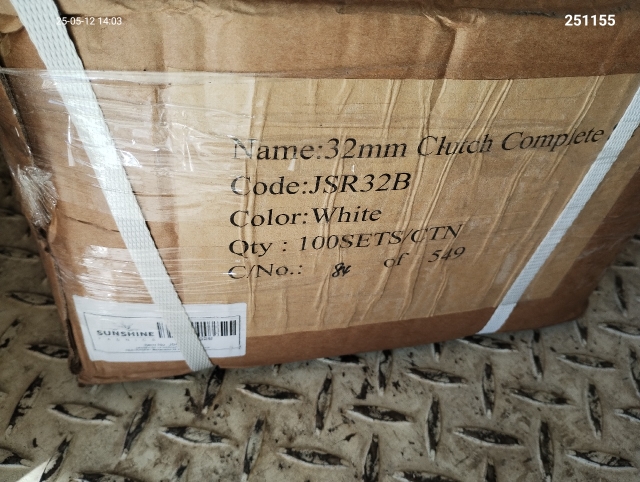 25-05-12 14:03
251155
Name:32mm Clutch Complete
Code:JSR32B
Color:White
Qty : 100SETS/CTN
C/No.: 86 of 549
SUNSHINE